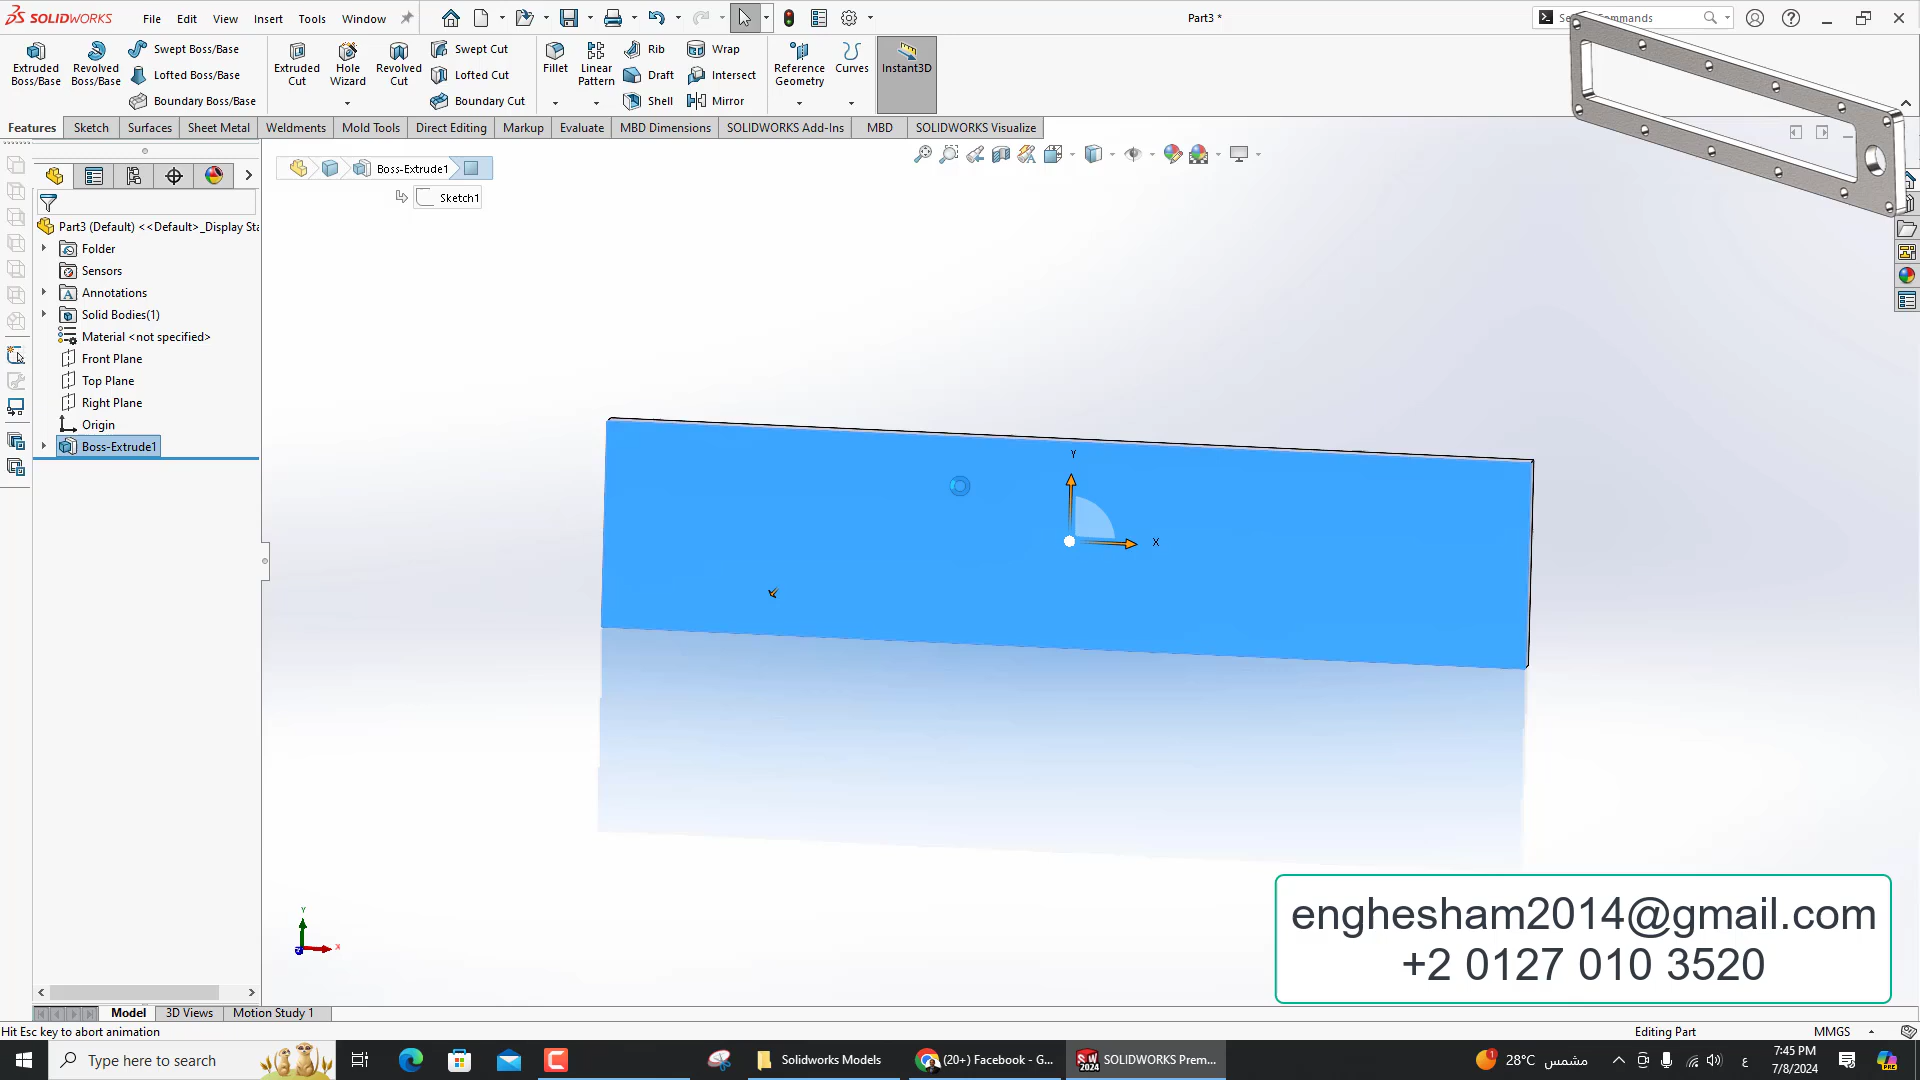 SOLIDWORKS File Edit View Insert Tools Window
Part3 *
Commands
Extruded Boss/Base
Revolved Boss/Base
Swept Boss/Base
Lofted Boss/Base
Boundary Boss/Base
Extruded Cut
Hole Wizard
Revolved Cut
Swept Cut
Lofted Cut
Boundary Cut
Fillet
Linear Pattern
Rib
Draft
Shell
Wrap
Intersect
Mirror
Reference Geometry
Curves
Instant3D
Features Sketch Surfaces Sheet Metal Weldments Mold Tools Direct Editing Markup Evaluate MBD Dimensions SOLIDWORKS Add-Ins MBD SOLIDWORKS Visualize
Boss-Extrude1
Sketch1
Part3 (Default) <<Default>_Display Sta
Folder
Sensors
Annotations
Solid Bodies(1)
Material <not specified>
Front Plane
Top Plane
Right Plane
Origin
Boss-Extrude1
Y
X
Y
X
enghesham2014@gmail.com
+2 0127 010 3520
Model 3D Views Motion Study 1
Hit Esc key to abort animation
Editing Part
MMGS
Type here to search
Solidworks Models
(20+) Facebook - G...
SW 2024
SOLIDWORKS Prem...
1
28°C مشمس
ع
7:45 PM
7/8/2024
PRE